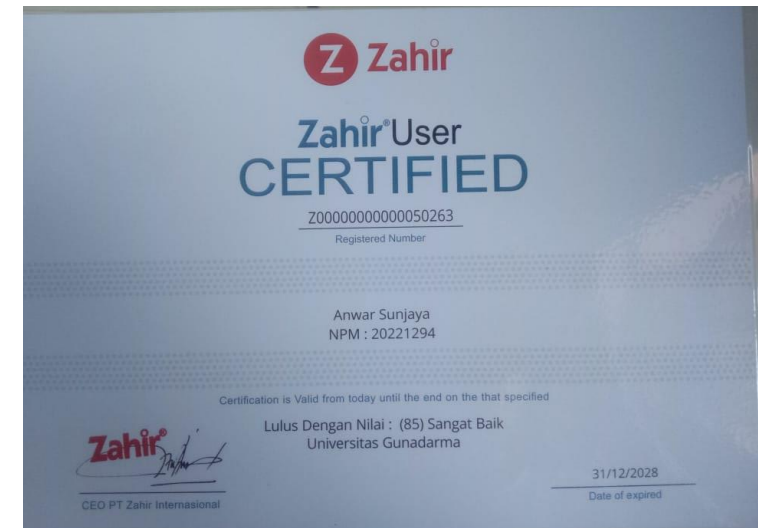 Z Zahir
Zahir® User
CERTIFIED
Z00000000000050263
Registered Number
Anwar Sunjaya
NPM : 20221294
Certification is Valid from today until the end on the that specified
Lulus Dengan Nilai : (85) Sangat Baik
Universitas Gunadarma
Zahir®
CEO PT Zahir Internasional
31/12/2028
Date of expired